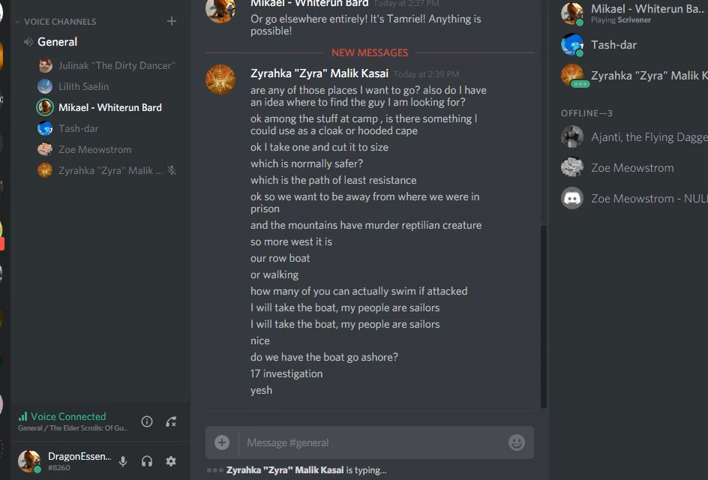 VOICE CHANNELS
General
Julinak "The Dirty Dancer"
Lilith Saelin
Mikael - Whiterun Bard
Tash-dar
Zoe Meowstrom
Zyrahka "Zyra" Malik ...
Voice Connected
General / The Elder Scrolls: Of Gu...
DragonEssen...
#8260
Mikael - Whiterun Bard Today at 2:37 PM
Or go elsewhere entirely! It's Tamriel! Anything is
possible!
NEW MESSAGES
Zyrahka "Zyra" Malik Kasai Today at 2:39 PM
are any of those places I want to go? also do I have
an idea where to find the guy I am looking for?
ok among the stuff at camp , is there something I
could use as a cloak or hooded cape
ok I take one and cut it to size
which is normally safer?
which is the path of least resistance
ok so we want to be away from where we were in
prison
and the mountains have murder reptilian creature
so more west it is
our row boat
or walking
how many of you can actually swim if attacked
I will take the boat, my people are sailors
I will take the boat, my people are sailors
nice
do we have the boat go ashore?
17 investigation
yesh
Message #general
Zyrahka "Zyra" Malik Kasai is typing...
Mikael - Whiterun Ba...
Playing Scrivener
Tash-dar
Zyrahka "Zyra" Malik K
OFFLINE—3
Ajanti, the Flying Dagge
Zoe Meowstrom
Zoe Meowstrom - NUL